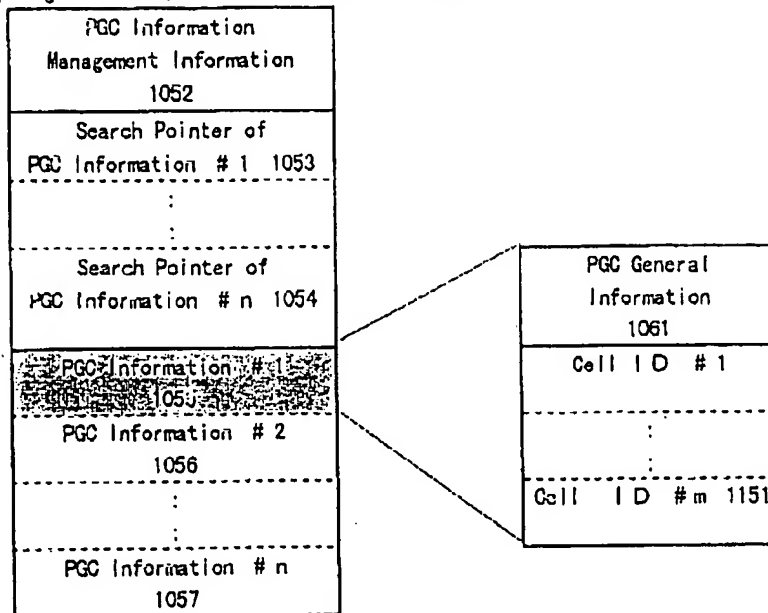 PGC Information
Management Information
1052
Search Pointer of
PGC Information # 1 1053
Search Pointer of
PGC Information # n 1054
PGC Information # 1
PGC Information # 2
1056
PGC Information # n
1057
PGC General
Information
1061
Cell ID # 1
Cell ID # m 1151